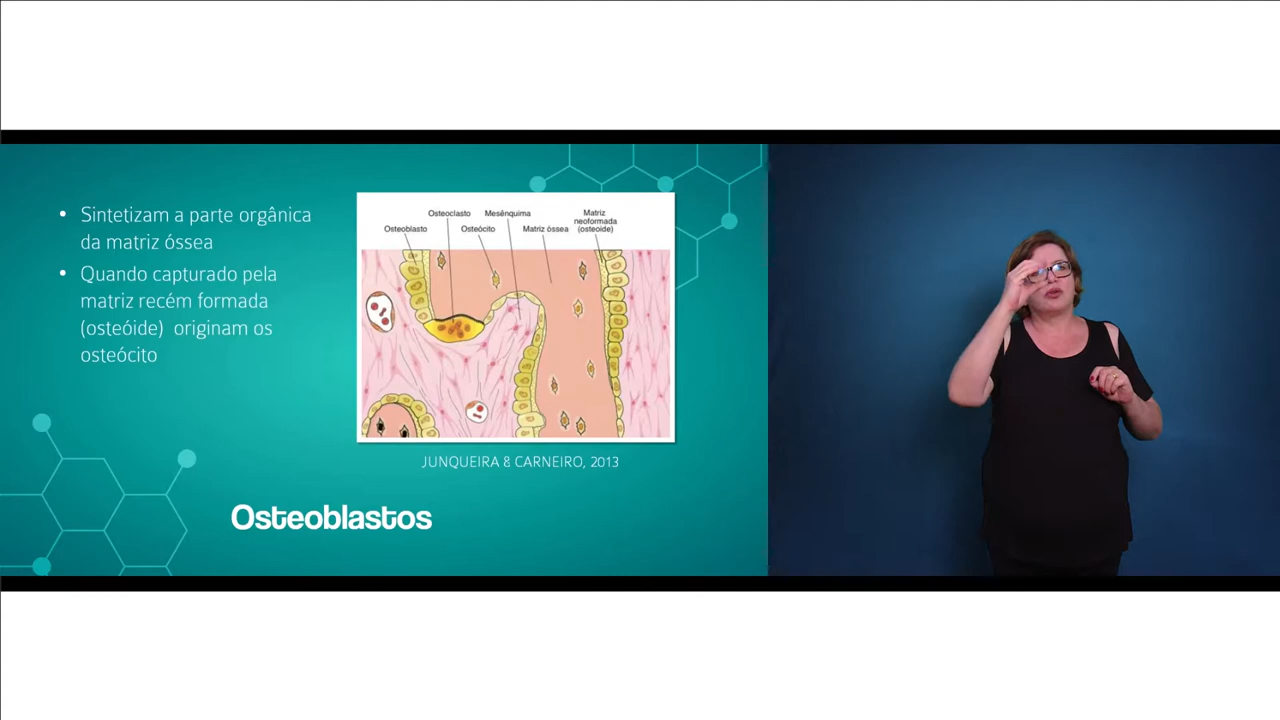 • Sintetizam a parte orgânica
da matriz óssea
• Quando capturado pela
matriz recém formada
(osteóide) originam os
osteócito
Osteoclasto Mesênquima Matriz
neoformada
Osteoblasto Osteócito Matriz óssea (osteoide)
JUNQUEIRA & CARNEIRO, 2013
Osteoblastos